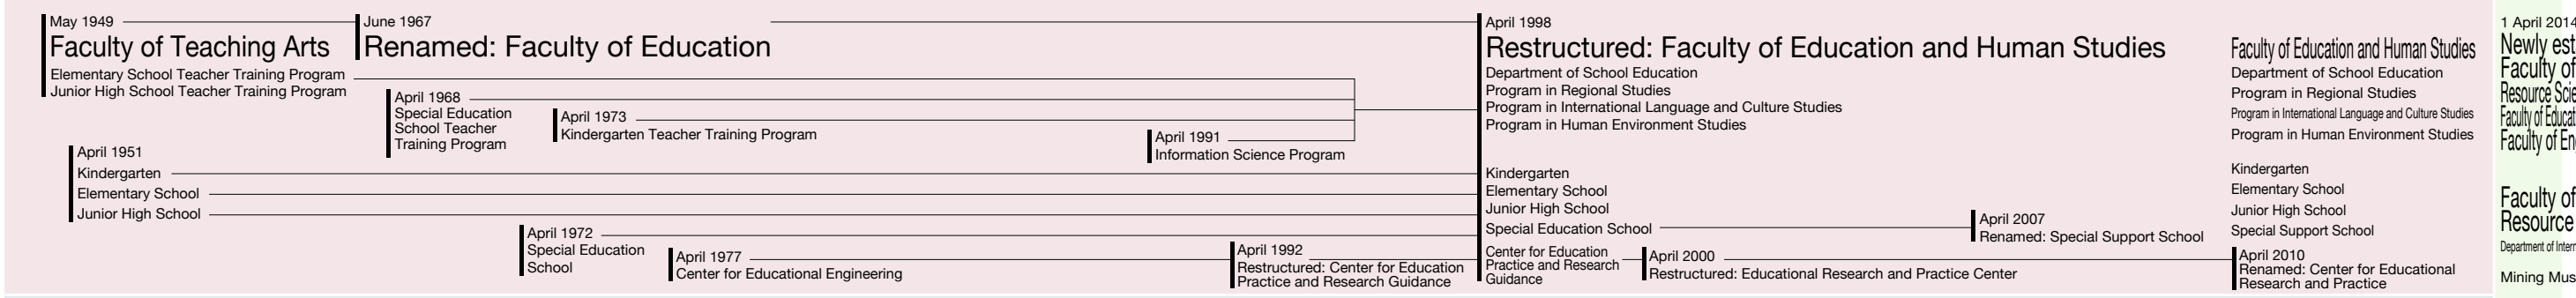 May 1949
Faculty of Teaching Arts
Elementary School Teacher Training Program
Junior High School Teacher Training Program
June 1967
Renamed: Faculty of Education
April 1968
Special Education
School Teacher
Training Program
April 1973
Kindergarten Teacher Training Program
April 1991
Information Science Program
April 1951
Kindergarten
Elementary School
Junior High School
April 1972
Special Education
School
April 1977
Center for Educational Engineering
April 1992
Restructured: Center for Education
Practice and Research Guidance
April 1998
Restructured: Faculty of Education and Human Studies
Department of School Education
Program in Regional Studies
Program in International Language and Culture Studies
Program in Human Environment Studies
Kindergarten
Elementary School
Junior High School
Special Education School
Center for Education
Practice and Research
Guidance
April 2000
Restructured: Educational Research and Practice Center
April 2007
Renamed: Special Support School
Faculty of Education and Human Studies
Department of School Education
Program in Regional Studies
Program in International Language and Culture Studies
Program in Human Environment Studies
Kindergarten
Elementary School
Junior High School
Special Support School
April 2010
Renamed: Center for Educational
Research and Practice
1 April 2014
Newly
Faculty of
Resource
Faculty of
Faculty of
Faculty of
Resource
Department of
Mining